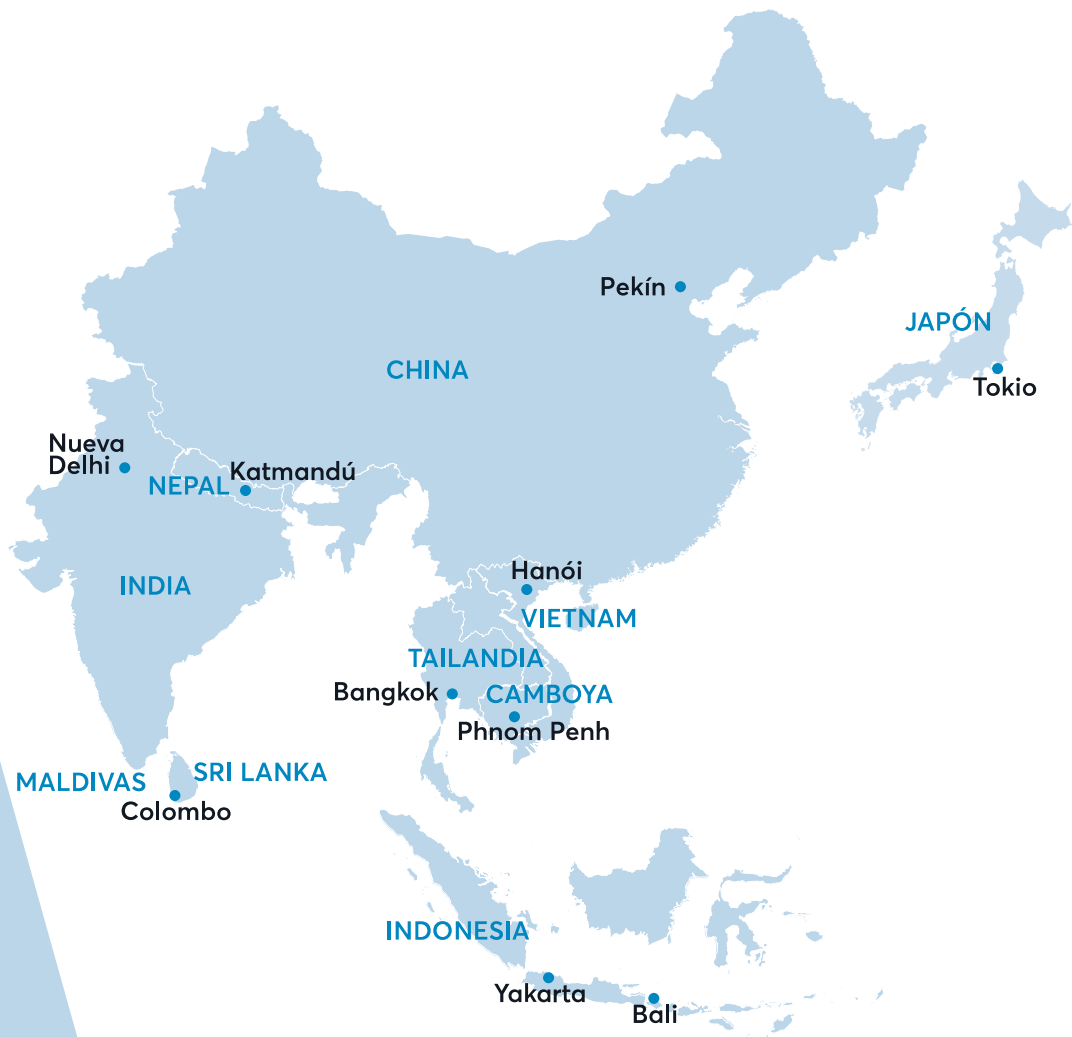 Pekín
JAPÓN
CHINA
Tokio
Nueva
Delhi
Katmandú
NEPAL
Hanói
INDIA
VIETNAM
TAILANDIA
Bangkok
CAMBOYA
Phnom Penh
SRI LANKA
MALDIVAS
Colombo
INDONESIA
Yakarta
Bali